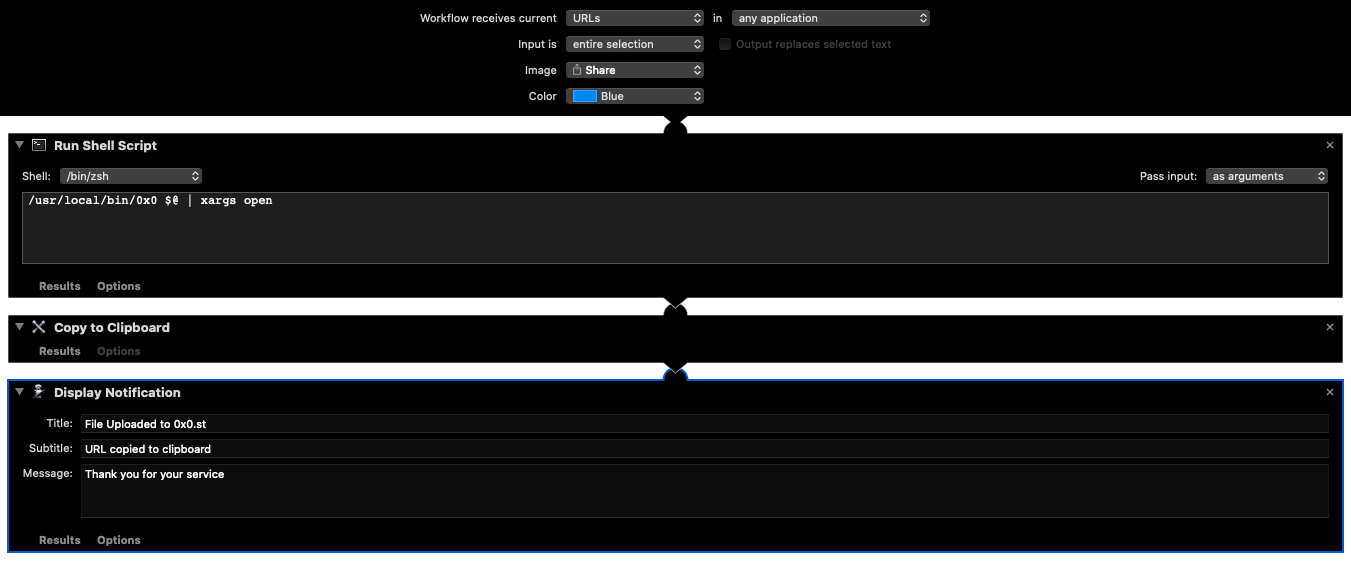 Workflow receives current URLs in any application
Input is entire selection Output replaces selected text
Image Share
Color Blue
Run Shell Script
Shell: /bin/zsh Pass input: as arguments
/usr/local/bin/0x0 $@ | xargs open
Results Options
Copy to Clipboard
Results Options
Display Notification
Title: File Uploaded to 0x0.st
Subtitle: URL copied to clipboard
Message: Thank you for your service
Results Options